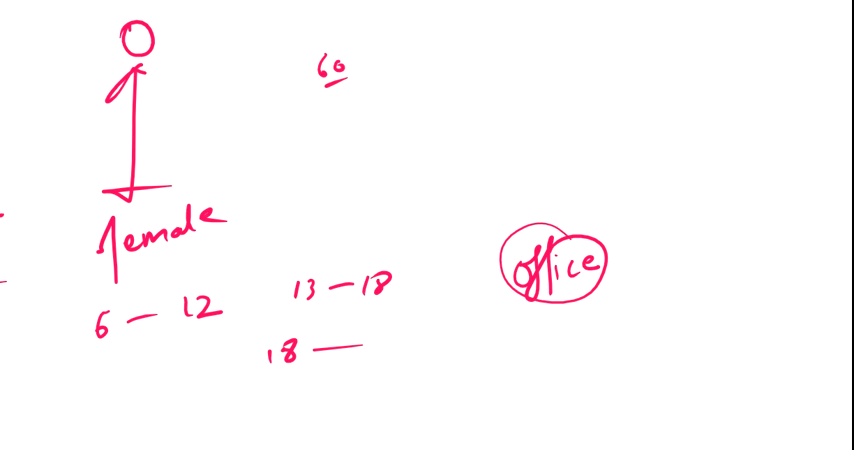 60
female
office
6 - 12
13 - 18
18 -